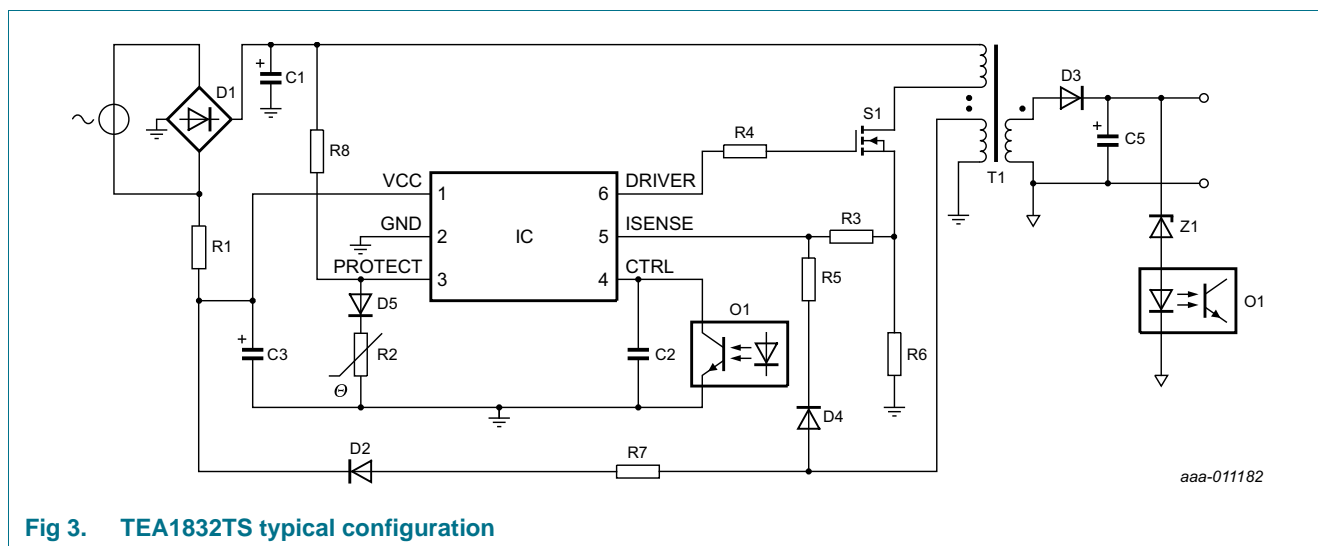 D1
+
C1
R8
R1
VCC
1
GND
2
PROTECT
3
IC
6
DRIVER
5
ISENSE
4
CTRL
R4
S1
R3
R5
R6
T1
D3
+
C5
Z1
O1
O1
+
C3
D5
R2
Θ
C2
D4
D2
R7
aaa-011182
Fig 3. TEA1832TS typical configuration